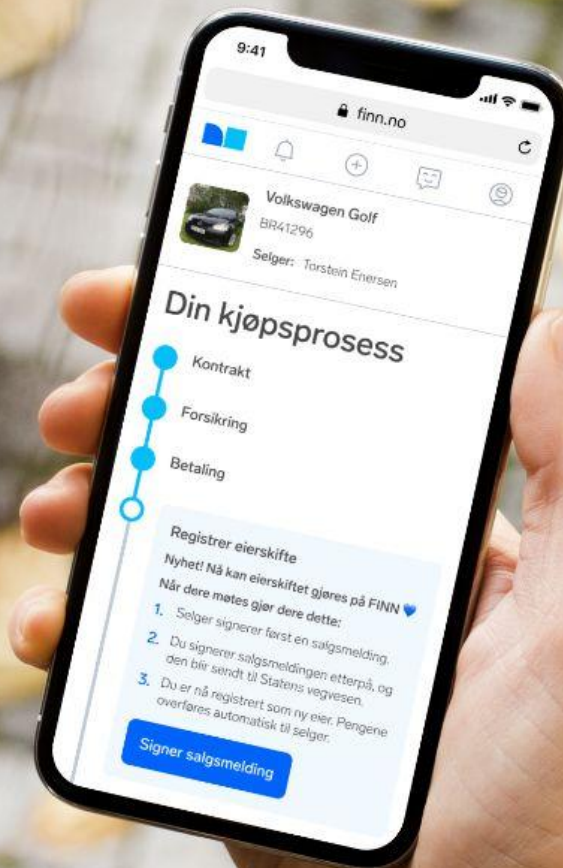 9:41
finn.no
Volkswagen Golf
BR41296
Selger: Torstein Enersen
Din kjøpsprosess
Kontrakt
Forsikring
Betaling
Registrer eierskifte
Nyhet! Nå kan eierskiftet gjøres på FINN 💙
Når dere møtes gjør dere dette:
1. Selger signerer først en salgsmelding.
2. Du signerer salgsmeldingen etterpå, og
den blir sendt til Statens vegvesen.
3. Du er nå registrert som ny eier. Pengene
overføres automatisk til selger.
Signer salgsmelding